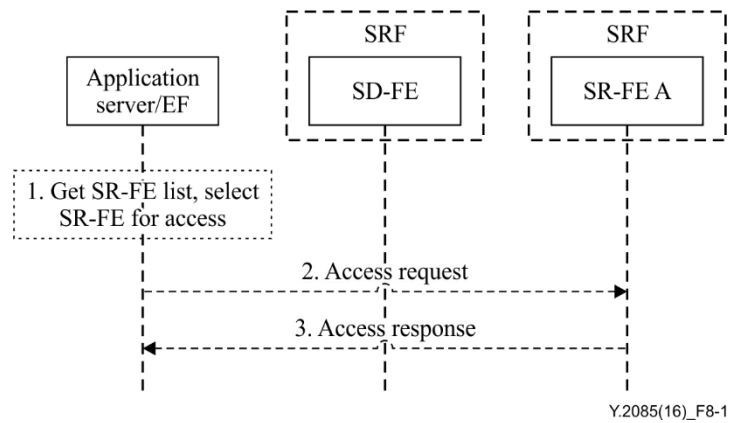 SRF
SRF
Application
server/EF
SD-FE
SR-FE A
1. Get SR-FE list, select
SR-FE for access
2. Access request
3. Access response
Y.2085(16)_F8-1